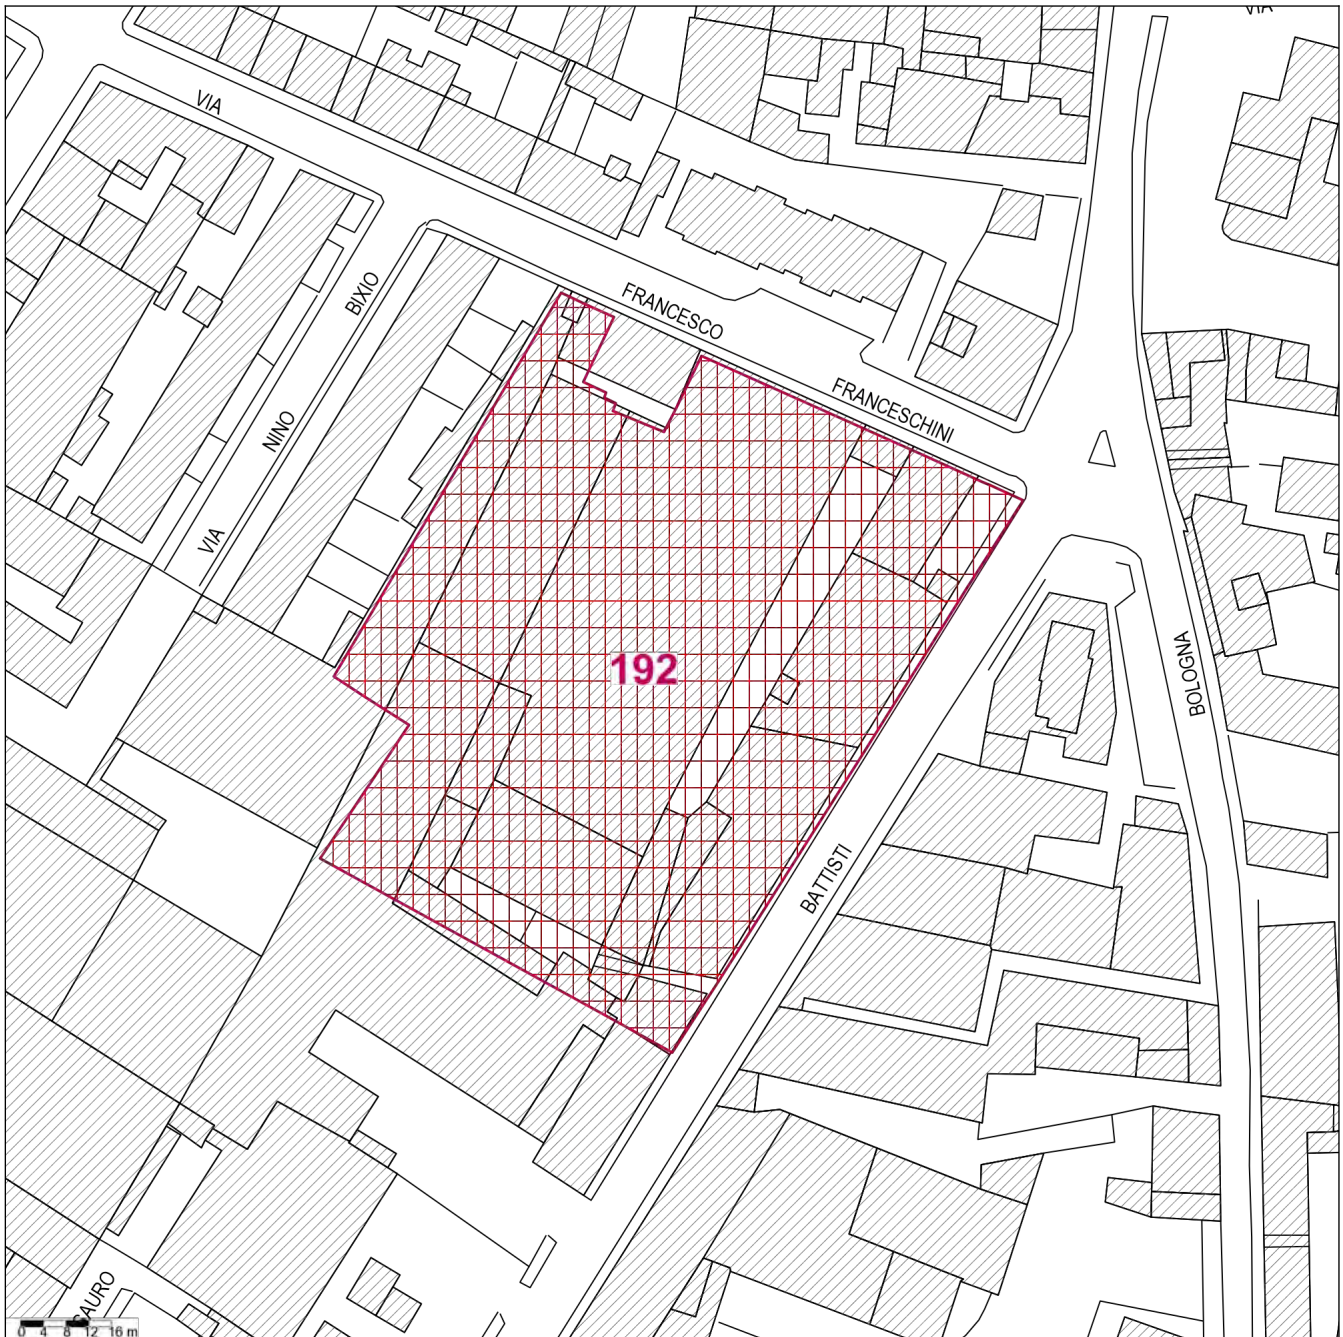 VIA
VIA
FRANCESCO
BIXIO
FRANCESCHINI
NINO
VIA
192
BOLOGNA
BATTISTI
SAURO
0 4 8 12 16 m